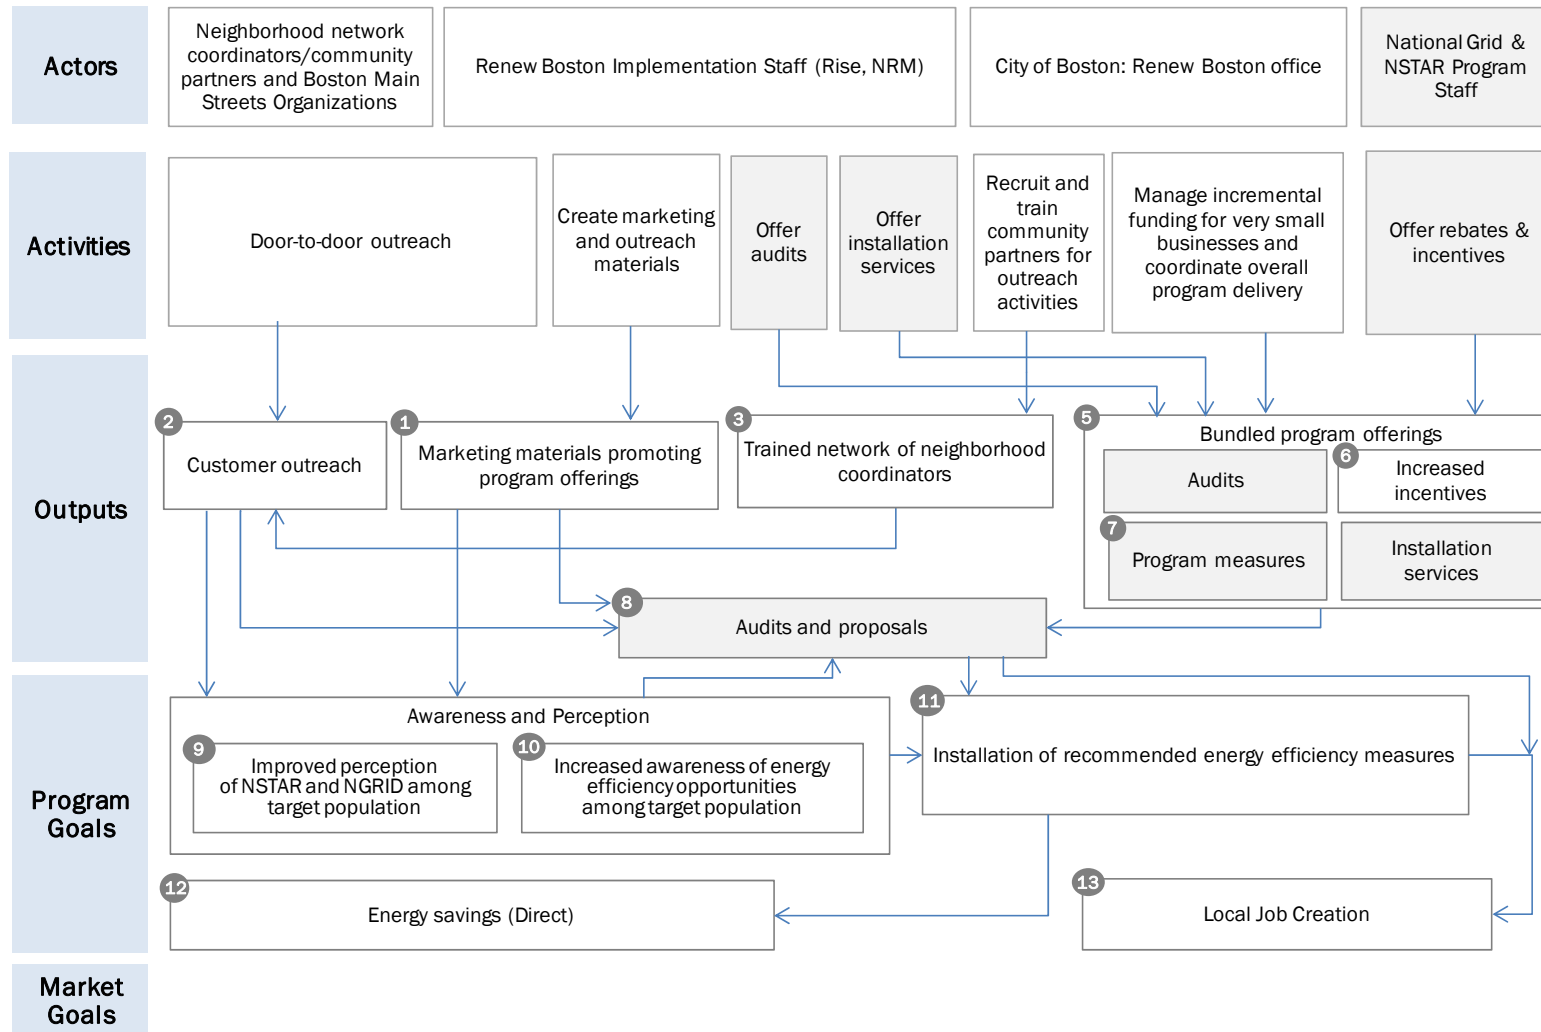 Actors
Neighborhood network
coordinators/community
partners and Boston Main
Streets Organizations
Renew Boston Implementation Staff (Rise, NRM)
City of Boston: Renew Boston office
National Grid &
NSTAR Program
Staff
Activities
Door-to-door outreach
Create marketing
and outreach
materials
Offer
audits
Offer
installation
services
Recruit and
train
community
partners for
outreach
activities
Manage incremental
funding for very small
businesses and
coordinate overall
program delivery
Offer rebates &
incentives
Outputs
2
Customer outreach
1
Marketing materials promoting
program offerings
3
Trained network of neighborhood
coordinators
5
Bundled program offerings
Audits
6
Increased
incentives
7
Program measures
Installation
services
8
Audits and proposals
Program
Goals
Awareness and Perception
9
Improved perception
of NSTAR and NGRID among
target population
10
Increased awareness of energy
efficiency opportunities
among target population
11
Installation of recommended energy efficiency measures
12
Energy savings (Direct)
13
Local Job Creation
Market
Goals